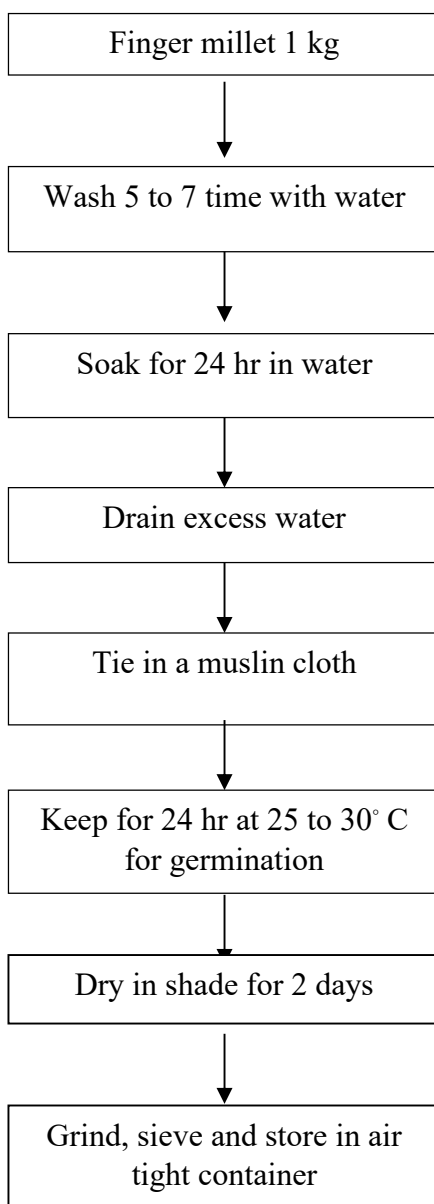 Finger millet 1 kg
Wash 5 to 7 time with water
Soak for 24 hr in water
Drain excess water
Tie in a muslin cloth
Keep for 24 hr at 25 to 30° C
for germination
Dry in shade for 2 days
Grind, sieve and store in air
tight container